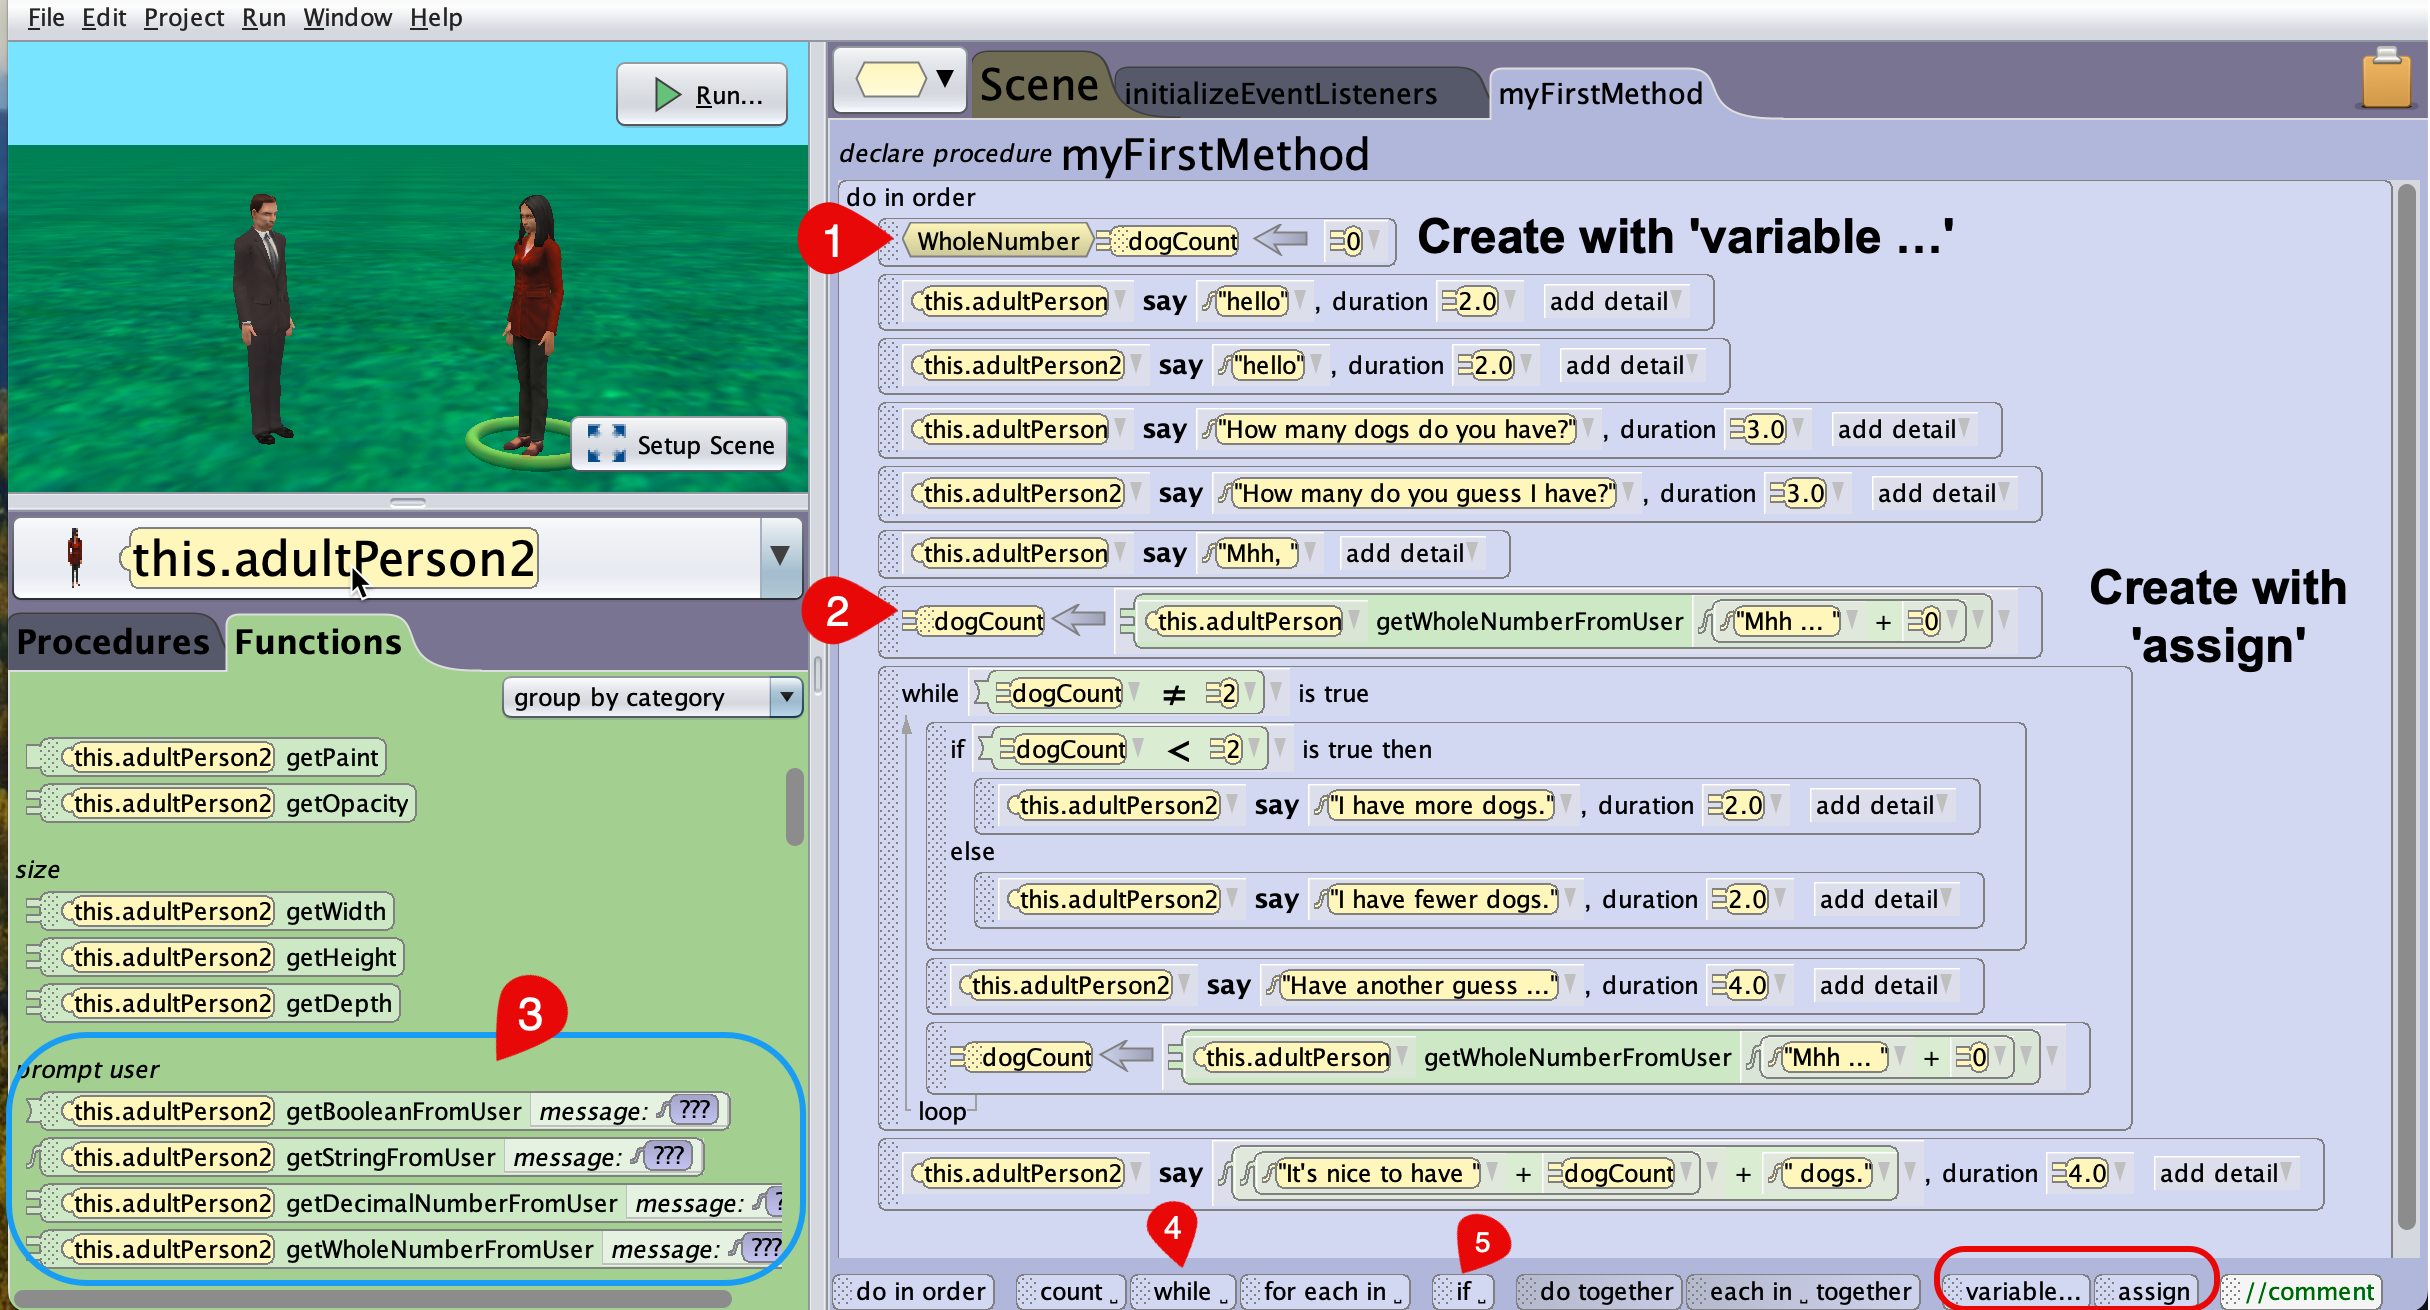 File Edit Project Run Window Help
Run...
Setup Scene
this.adultPerson2
Procedures Functions
group by category
this.adultPerson2 getPaint
this.adultPerson2 getOpacity
size
this.adultPerson2 getWidth
this.adultPerson2 getHeight
this.adultPerson2 getDepth
3
prompt user
this.adultPerson2 getBooleanFromUser message: ???
this.adultPerson2 getStringFromUser message: ???
this.adultPerson2 getDecimalNumberFromUser message: ?
this.adultPerson2 getWholeNumberFromUser message: ???
Scene initializeEventListeners myFirstMethod
declare procedure myFirstMethod
do in order
1 WholeNumber dogCount 0 Create with 'variable ...'
this.adultPerson say "hello" , duration 2.0 add detail
this.adultPerson2 say "hello" , duration 2.0 add detail
this.adultPerson say "How many dogs do you have?" , duration 3.0 add detail
this.adultPerson2 say "How many do you guess I have?" , duration 3.0 add detail
this.adultPerson say "Mhh, " add detail
2 dogCount this.adultPerson getWholeNumberFromUser "Mhh ... " + 0
Create with
'assign'
while dogCount ≠ 2 is true
if dogCount < 2 is true then
this.adultPerson2 say "I have more dogs." , duration 2.0 add detail
else
this.adultPerson2 say "I have fewer dogs." , duration 2.0 add detail
this.adultPerson2 say "Have another guess ..." , duration 4.0 add detail
dogCount this.adultPerson getWholeNumberFromUser "Mhh ... " + 0
loop
this.adultPerson2 say "It's nice to have " + dogCount + " dogs." , duration 4.0 add detail
4 5
do in order count ˽ while ˽ for each in ˽ if ˽ do together each in ˽ together variable... assign //comment